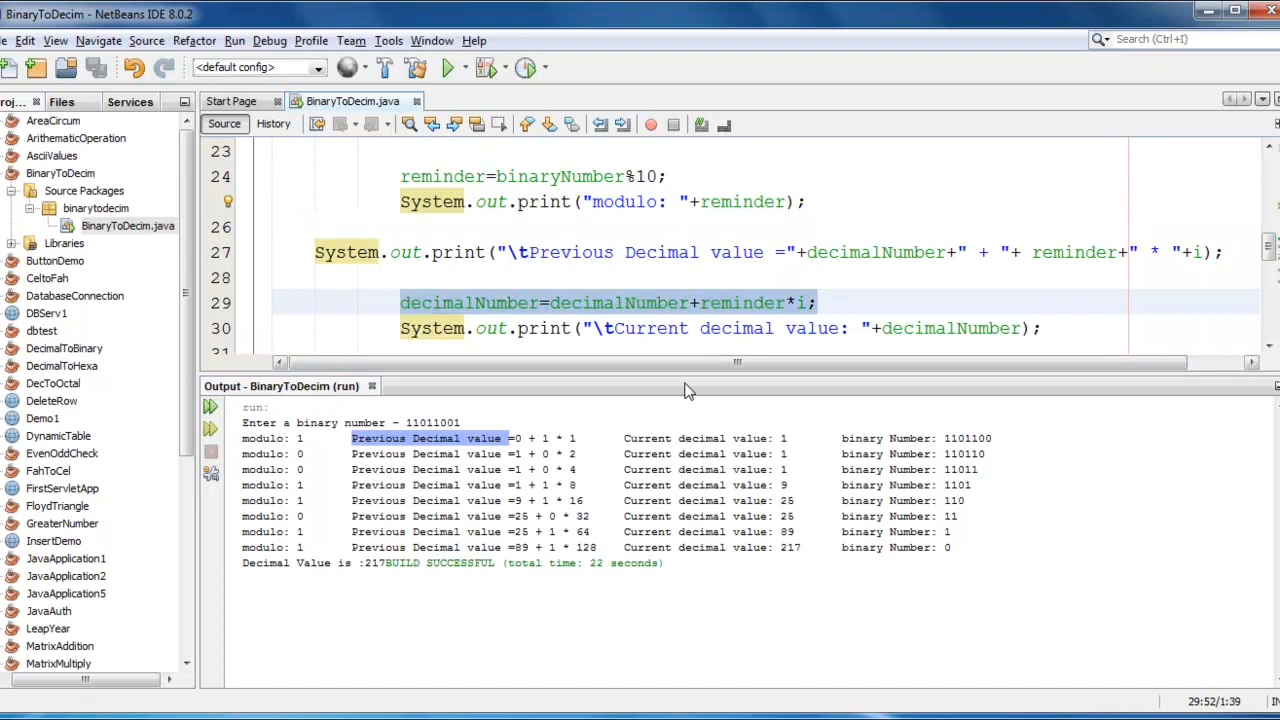 BinaryToDecim - NetBeans IDE 8.0.2
Edit View Navigate Source Refactor Run Debug Profile Team Tools Window Help
Search (Ctrl+I)
<default config>
Files Services
Start Page BinaryToDecim.java
Source History
AreaCircum
ArithematicOperation
AsciiValues
BinaryToDecim
Source Packages
binarytodecim
BinaryToDecim.java
Libraries
ButtonDemo
CeltoFah
DatabaseConnection
DBServ1
dbtest
DecimalToBinary
DecimalToHexa
DecToOctal
DeleteRow
Demo1
DynamicTable
EvenOddCheck
FahToCel
FirstServletApp
FloydTriangle
GreaterNumber
InsertDemo
JavaApplication1
JavaApplication2
JavaApplication5
JavaAuth
LeapYear
MatrixAddition
MatrixMultiply
23
24 reminder=binaryNumber%10;
System.out.print("modulo: "+reminder);
26
27 System.out.print("\tPrevious Decimal value ="+decimalNumber+" + "+ reminder+" * "+i);
28
29 decimalNumber=decimalNumber+reminder*i;
30 System.out.print("\tCurrent decimal value: "+decimalNumber);
Output - BinaryToDecim (run)
run:
Enter a binary number - 11011001
modulo: 1 Previous Decimal value =0 + 1 * 1 Current decimal value: 1 binary Number: 1101100
modulo: 0 Previous Decimal value =1 + 0 * 2 Current decimal value: 1 binary Number: 110110
modulo: 0 Previous Decimal value =1 + 0 * 4 Current decimal value: 1 binary Number: 11011
modulo: 1 Previous Decimal value =1 + 1 * 8 Current decimal value: 9 binary Number: 1101
modulo: 1 Previous Decimal value =9 + 1 * 16 Current decimal value: 25 binary Number: 110
modulo: 0 Previous Decimal value =25 + 0 * 32 Current decimal value: 25 binary Number: 11
modulo: 1 Previous Decimal value =25 + 1 * 64 Current decimal value: 89 binary Number: 1
modulo: 1 Previous Decimal value =89 + 1 * 128 Current decimal value: 217 binary Number: 0
Decimal Value is :217BUILD SUCCESSFUL (total time: 22 seconds)
29:52/1:39